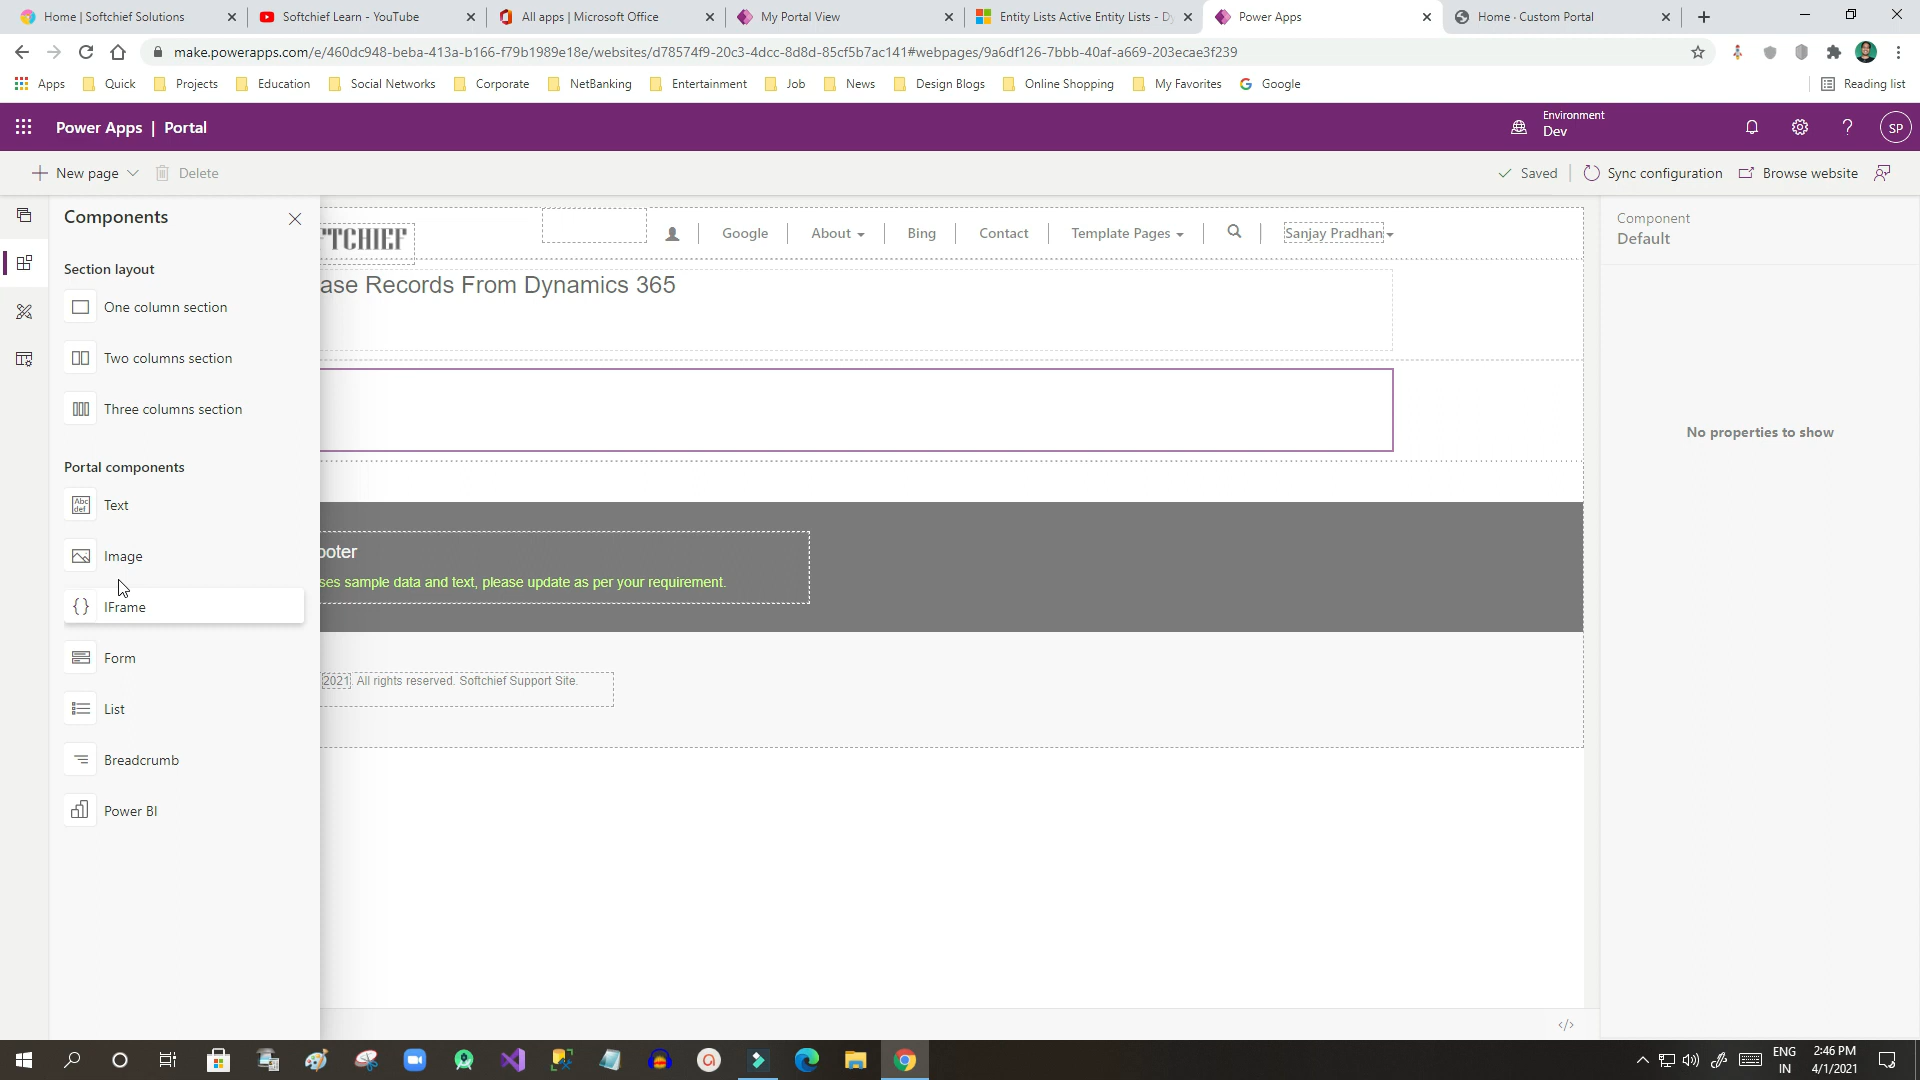 Home | Softchief Solutions
Softchief Learn - YouTube
All apps | Microsoft Office
My Portal View
Entity Lists Active Entity Lists - D
Power Apps
Home · Custom Portal
make.powerapps.com/e/460dc948-beba-413a-b166-f79b1989e18e/websites/d78574f9-20c3-4dcc-8d8d-85cf5b7ac141#webpages/9a6df126-7bbb-40af-a669-203ecae3f239
Apps
Quick
Projects
Education
Social Networks
Corporate
NetBanking
Entertainment
Job
News
Design Blogs
Online Shopping
My Favorites
Google
Reading list
Power Apps | Portal
Environment
Dev
SP
New page
Delete
Saved
Sync configuration
Browse website
Components
Section layout
One column section
Two columns section
Three columns section
Portal components
Abc def Text
Image
{} IFrame
Form
List
Breadcrumb
Power BI
FTCHIEF
Google
About
Bing
Contact
Template Pages
Sanjay Pradhan
ase Records From Dynamics 365
ooter
ses sample data and text, please update as per your requirement.
2021 All rights reserved. Softchief Support Site.
Component
Default
No properties to show
</>
ENG
IN
2:46 PM
4/1/2021